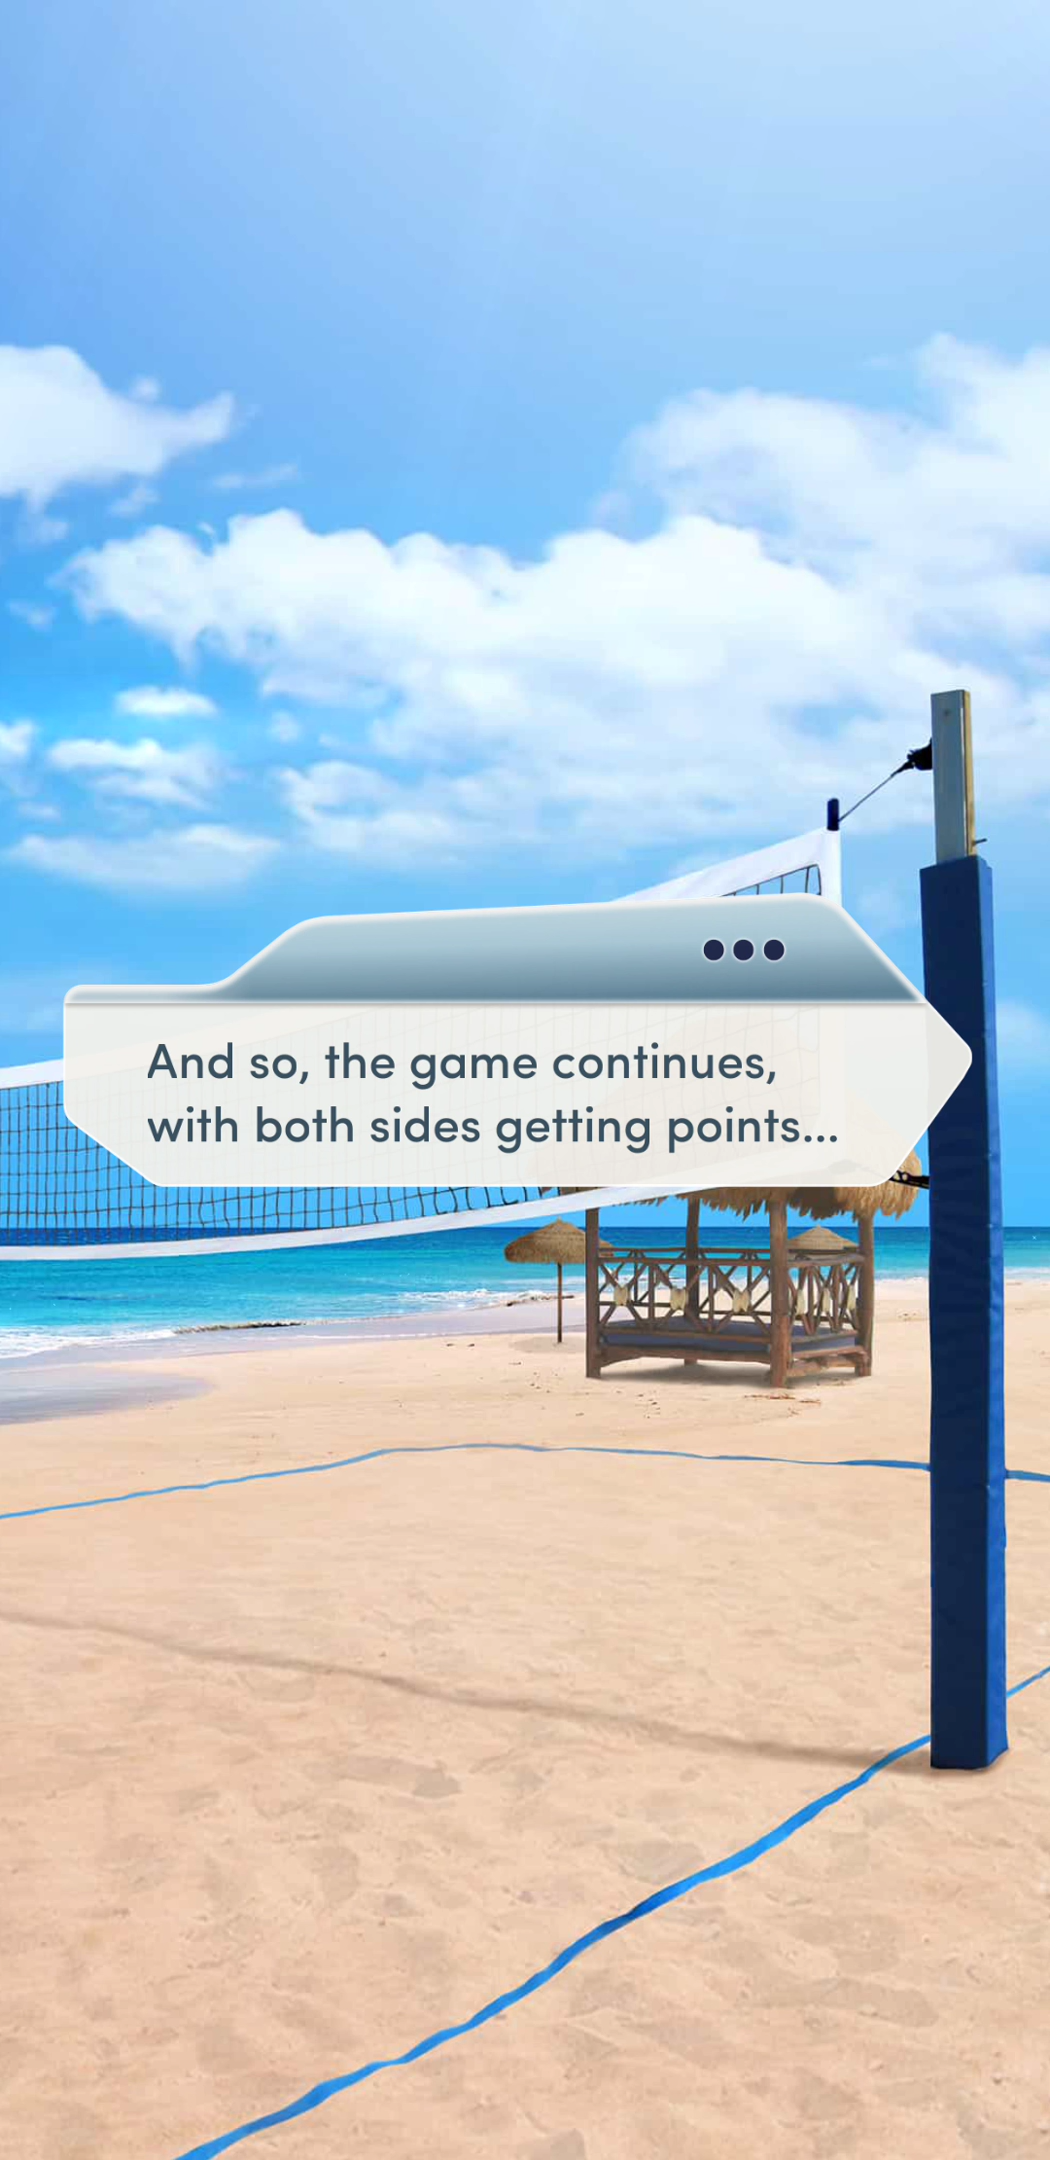 And so, the game continues,
with both sides getting points...